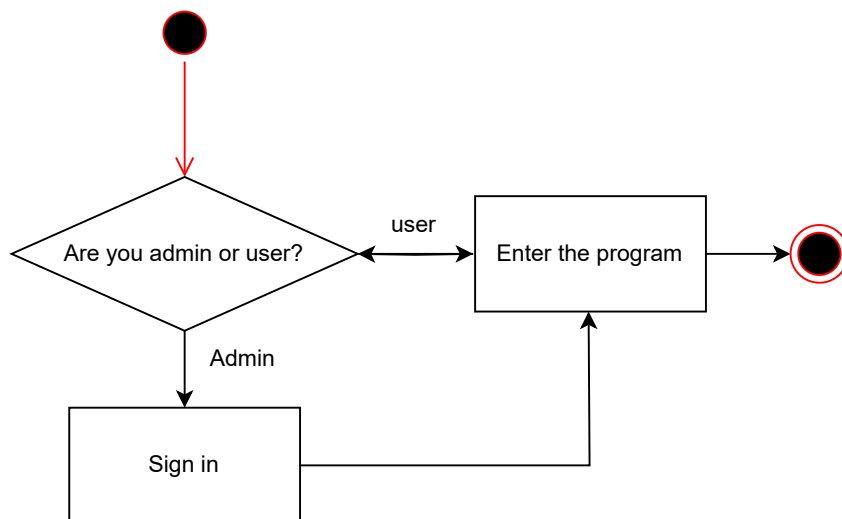 user
Are you admin or user?
Enter the program
Admin
Sign in